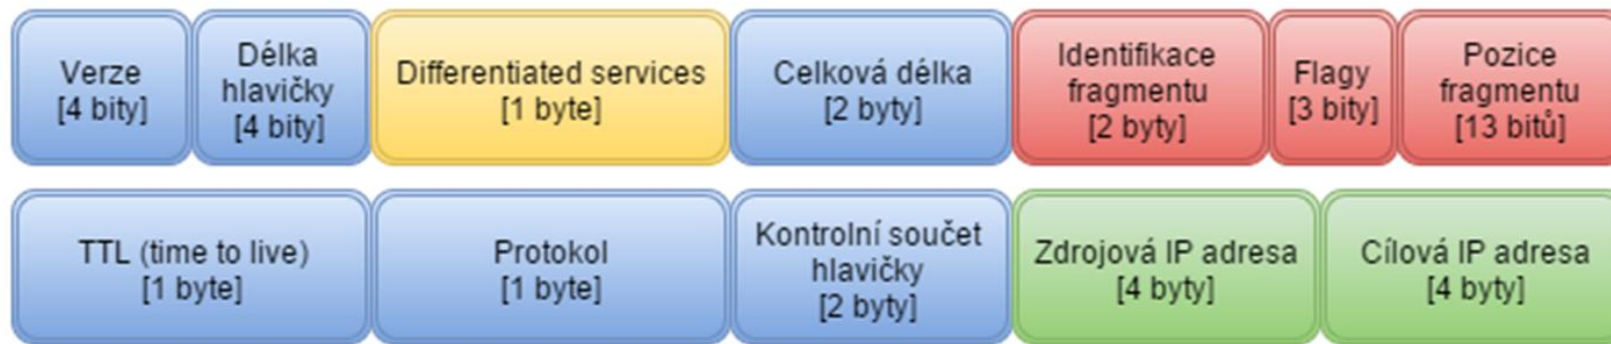 Verze
[4 bity]
Délka
hlavičky
[4 bity]
Differentiated services
[1 byte]
Celková délka
[2 byty]
Identifikace
fragmentu
[2 byty]
Flagy
[3 bity]
Pozice
fragmentu
[13 bitů]
TTL (time to live)
[1 byte]
Protokol
[1 byte]
Kontrolní součet
hlavičky
[2 byty]
Zdrojová IP adresa
[4 byty]
Cílová IP adresa
[4 byty]